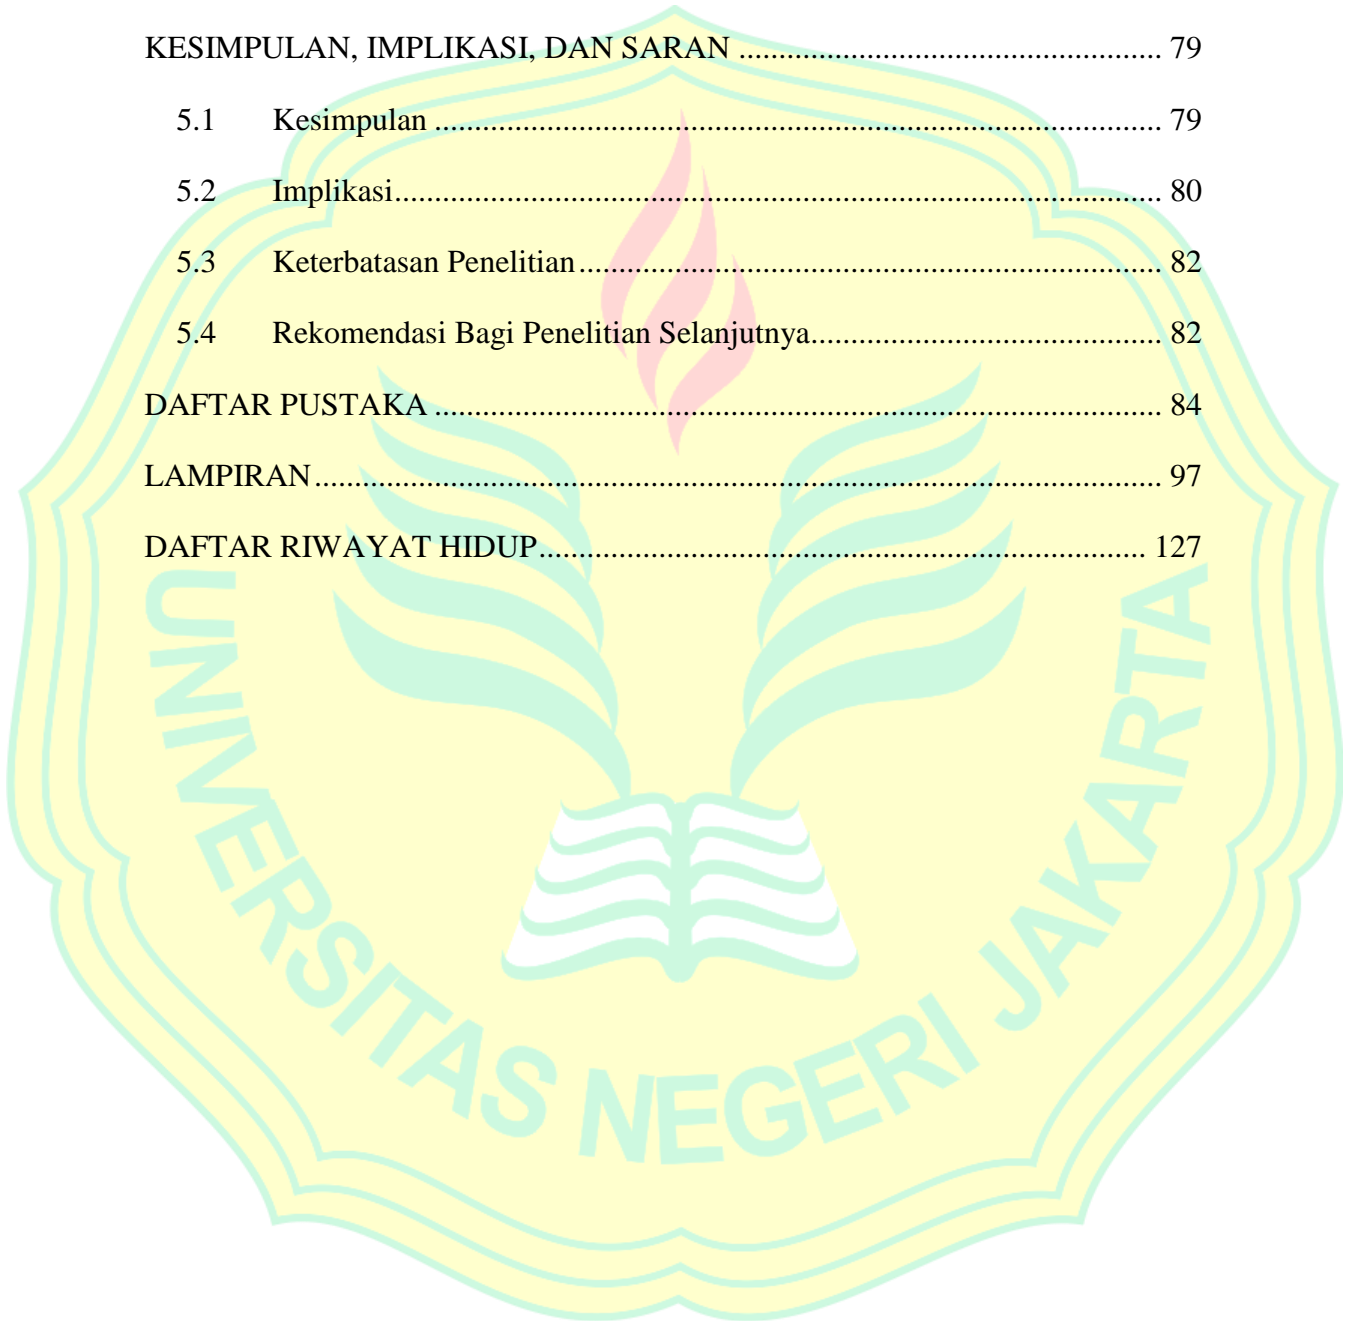 KESIMPULAN, IMPLIKASI, DAN SARAN ..................................................... 79
5.1 Kesimpulan ........................................................................................... 79
5.2 Implikasi................................................................................................ 80
5.3 Keterbatasan Penelitian ......................................................................... 82
5.4 Rekomendasi Bagi Penelitian Selanjutnya............................................ 82
DAFTAR PUSTAKA ........................................................................................... 84
LAMPIRAN .......................................................................................................... 97
DAFTAR RIWAYAT HIDUP............................................................................ 127
UNIVERSITAS NEGERI JAKARTA